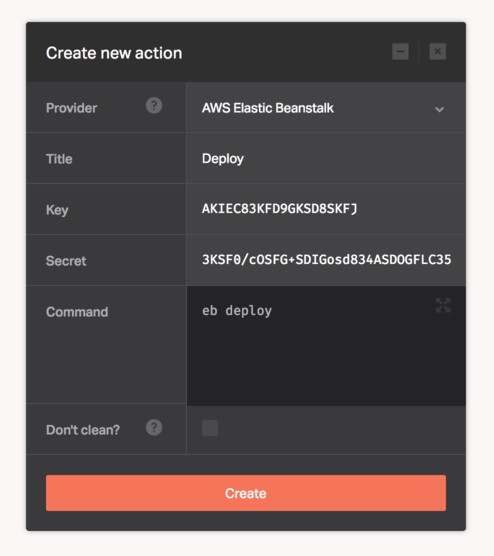 Create new action
Provider ? AWS Elastic Beanstalk
Title Deploy
Key AKIEC83KFD9GKSD8SKFJ
Secret 3KSF0/cOSFG+SDIGosd834ASDOGFLC35
Command eb deploy
Don't clean? ?
Create